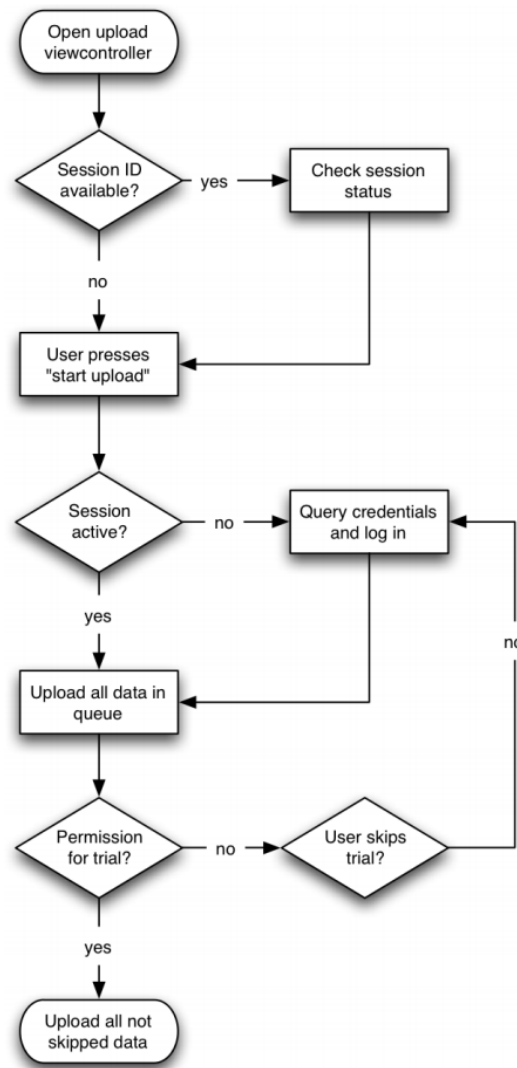 Open upload
viewcontroller
Session ID
available?
yes
Check session
status
no
User presses
"start upload"
Session
active?
no
Query credentials
and log in
yes
no
Upload all data in
queue
Permission
for trial?
no
User skips
trial?
yes
Upload all not
skipped data